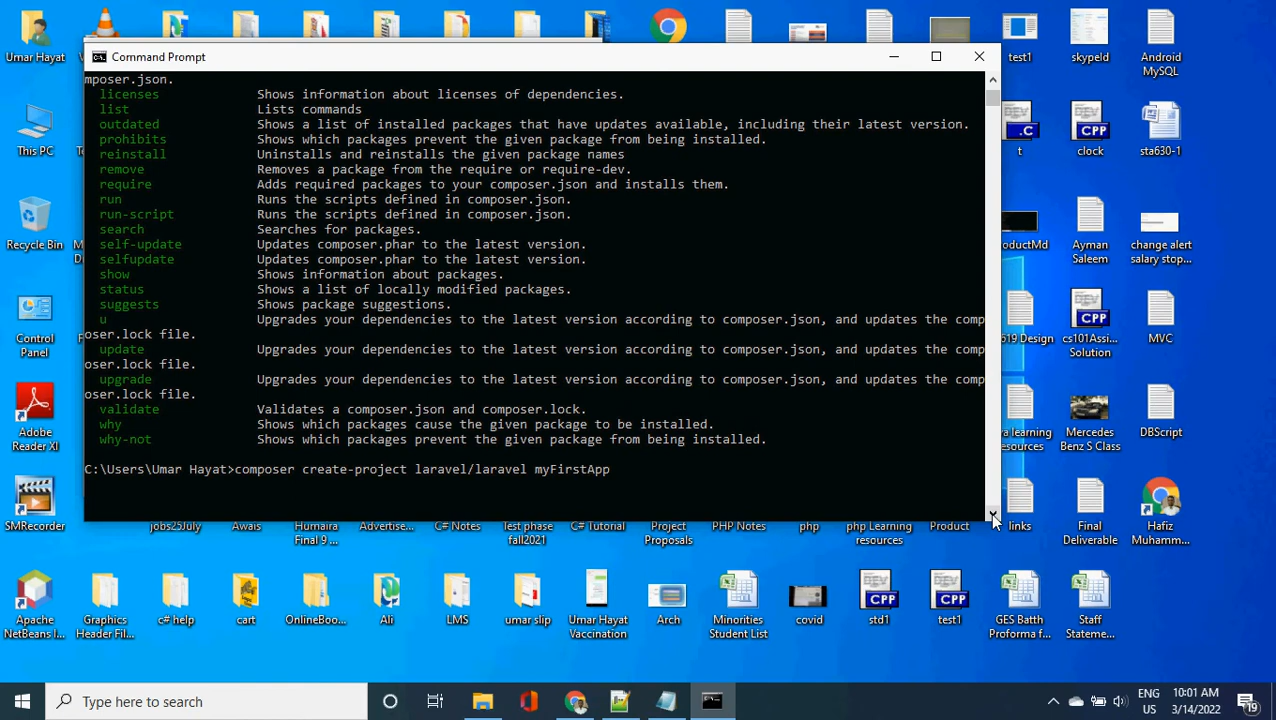 Umar Hayat
test1
skypeld
Android
MySQL
Command Prompt
mposer.json.
licenses Shows information about licenses of dependencies.
list Lists commands
outdated Shows a list of installed packages that have updates available, including their latest version.
prohibits Shows which packages prevent the given package from being installed.
reinstall Uninstalls and reinstalls the given package names
remove Removes a package from the require or require-dev.
require Adds required packages to your composer.json and installs them.
run Runs the scripts defined in composer.json.
run-script Runs the scripts defined in composer.json.
search Searches for packages.
self-update Updates composer.phar to the latest version.
selfupdate Updates composer.phar to the latest version.
show Shows information about packages.
status Shows a list of locally modified packages.
suggests Shows package suggestions.
u Upgrades your dependencies to the latest version according to composer.json, and updates the comp
oser.lock file.
update Upgrades your dependencies to the latest version according to composer.json, and updates the comp
oser.lock file.
upgrade Upgrades your dependencies to the latest version according to composer.json, and updates the comp
oser.lock file.
validate Validates a composer.json and composer.lock.
why Shows which packages cause the given package to be installed.
why-not Shows which packages prevent the given package from being installed.
C:\Users\Umar Hayat>composer create-project laravel/laravel myFirstApp
This PC
.C
CPP
t
clock
sta630-1
Recycle Bin
oductMd
Ayman
Saleem
change alert
salary stop...
Control
Panel
CPP
619 Design
cs101Assi...
Solution
MVC
Adobe
Reader XI
va learning
resources
Mercedes
Benz S Class
DBScript
SMRecorder
jobs25July
Awais
Humaira
Final 9 ...
Advertise...
C# Notes
Test phase
fall2021
C# Tutorial
Project
Proposals
PHP Notes
php
php Learning
resources
Product
links
Final
Deliverable
Hafiz
Muhamm...
Apache
NetBeans I...
Graphics
Header Fil...
c# help
cart
OnlineBoo...
Ali
LMS
umar slip
Umar Hayat
Vaccination
Arch
Minorities
Student List
covid
CPP
std1
CPP
test1
GES Batth
Proforma f...
Staff
Stateme...
Type here to search
ENG
US
10:01 AM
3/14/2022
19